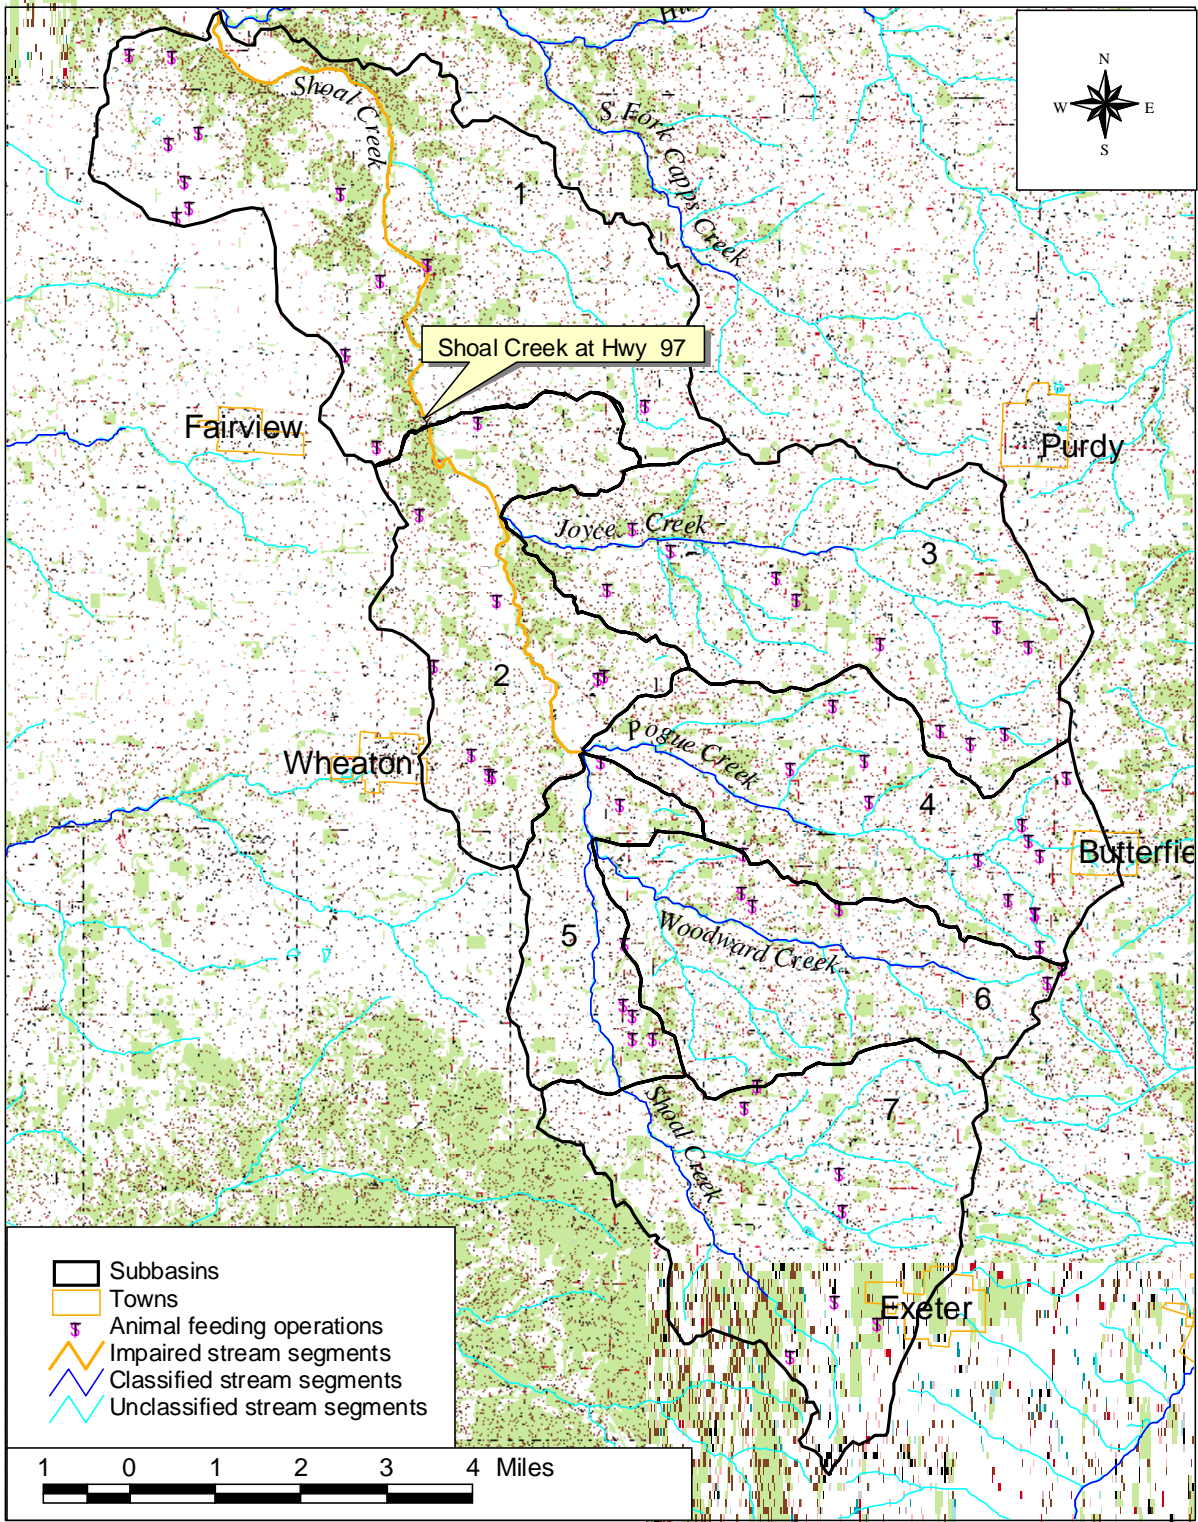 Hu
N
W E
S
Shoal Creek
S Fork Capps Creek
1
Shoal Creek at Hwy 97
Fairview
Purdy
Joyce Creek
3
2
Pogue Creek
Wheaton
4
Butterfie
5
Woodward Creek
6
Shoal Creek
7
Exeter
Subbasins
Towns
Animal feeding operations
Impaired stream segments
Classified stream segments
Unclassified stream segments
1 0 1 2 3 4 Miles